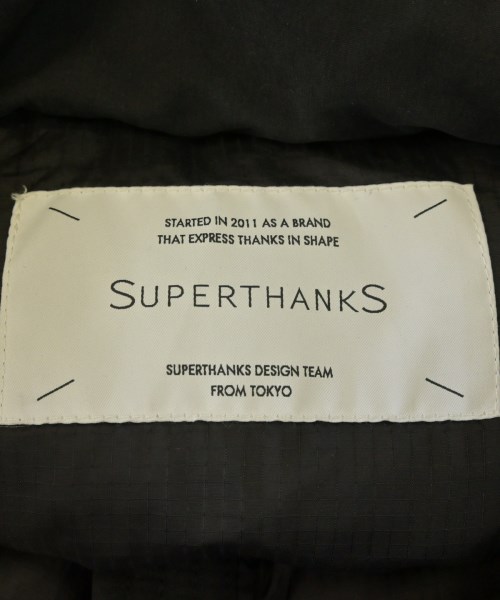 STARTED IN 2011 AS A BRAND
THAT EXPRESS THANKS IN SHAPE
SUPERTHANKS
SUPERTHANKS DESIGN TEAM
FROM TOKYO